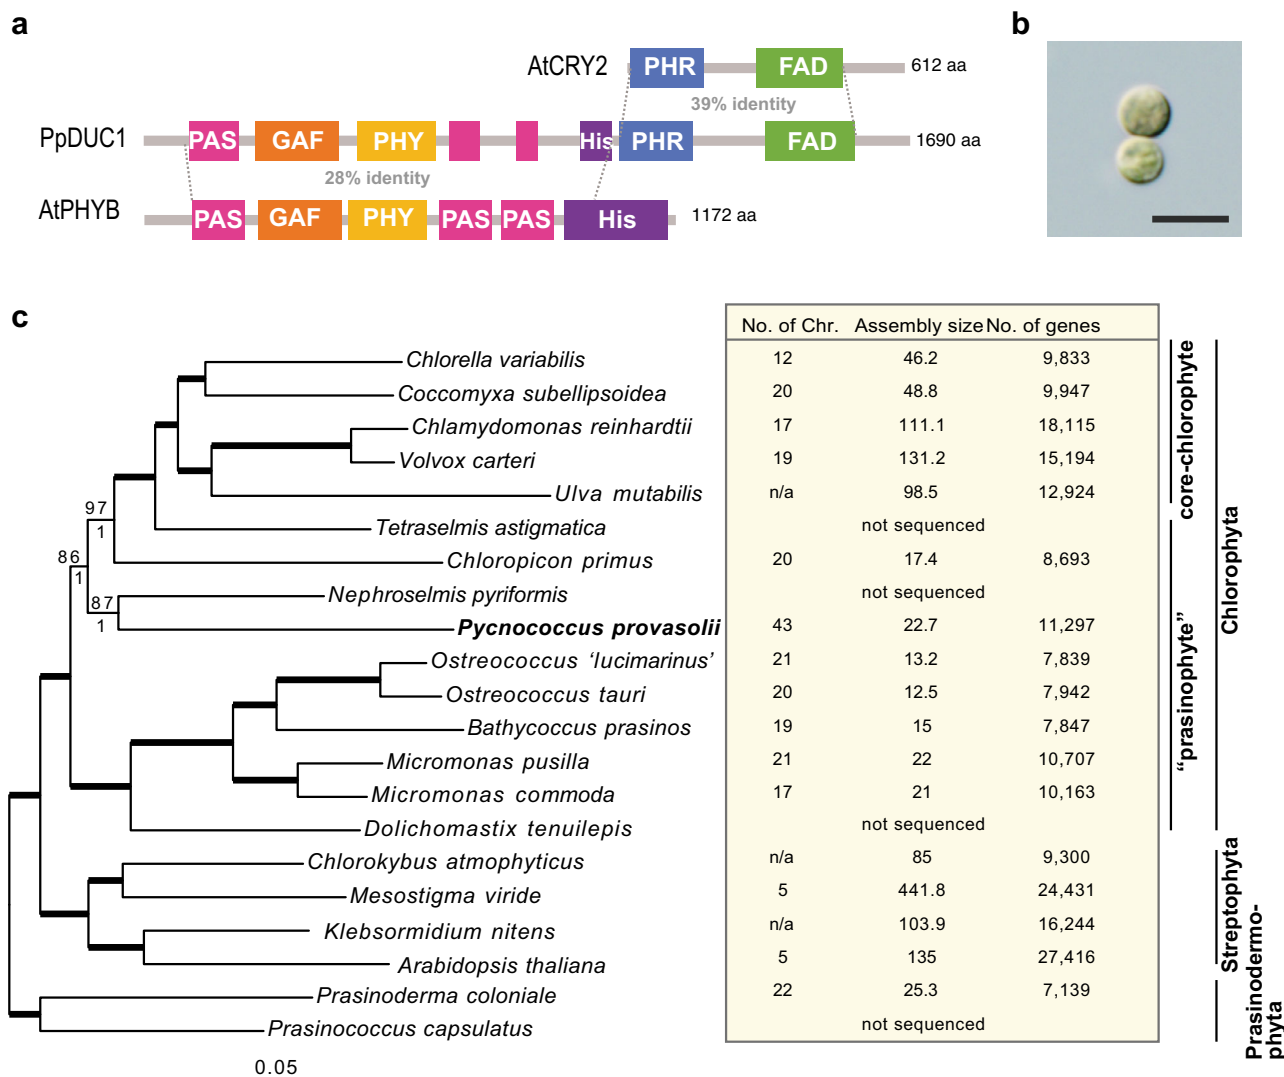 a
b
AtCRY2 PHR FAD 612 aa
39% identity
PpDUC1 PAS GAF PHY His PHR FAD 1690 aa
28% identity
AtPHYB PAS GAF PHY PAS PAS His 1172 aa
c
No. of Chr. Assembly size No. of genes
Chlorella variabilis 12 46.2 9,833
Coccomyxa subellipsoidea 20 48.8 9,947
Chlamydomonas reinhardtii 17 111.1 18,115
Volvox carteri 19 131.2 15,194
Ulva mutabilis n/a 98.5 12,924
Tetraselmis astigmatica not sequenced
Chloropicon primus 20 17.4 8,693
Nephroselmis pyriformis not sequenced
Pycnococcus provasolii 43 22.7 11,297
Ostreococcus ‘lucimarinus’ 21 13.2 7,839
Ostreococcus tauri 20 12.5 7,942
Bathycoccus prasinos 19 15 7,847
Micromonas pusilla 21 22 10,707
Micromonas commoda 17 21 10,163
Dolichomastix tenuilepis not sequenced
Chlorokybus atmophyticus n/a 85 9,300
Mesostigma viride 5 441.8 24,431
Klebsormidium nitens n/a 103.9 16,244
Arabidopsis thaliana 5 135 27,416
Prasinoderma coloniale 22 25.3 7,139
Prasinococcus capsulatus not sequenced
97
1
86
1
87
1
0.05
core-chlorophyte
“prasinophyte”
Chlorophyta
Streptophyta
Prasinodermo-
phyta